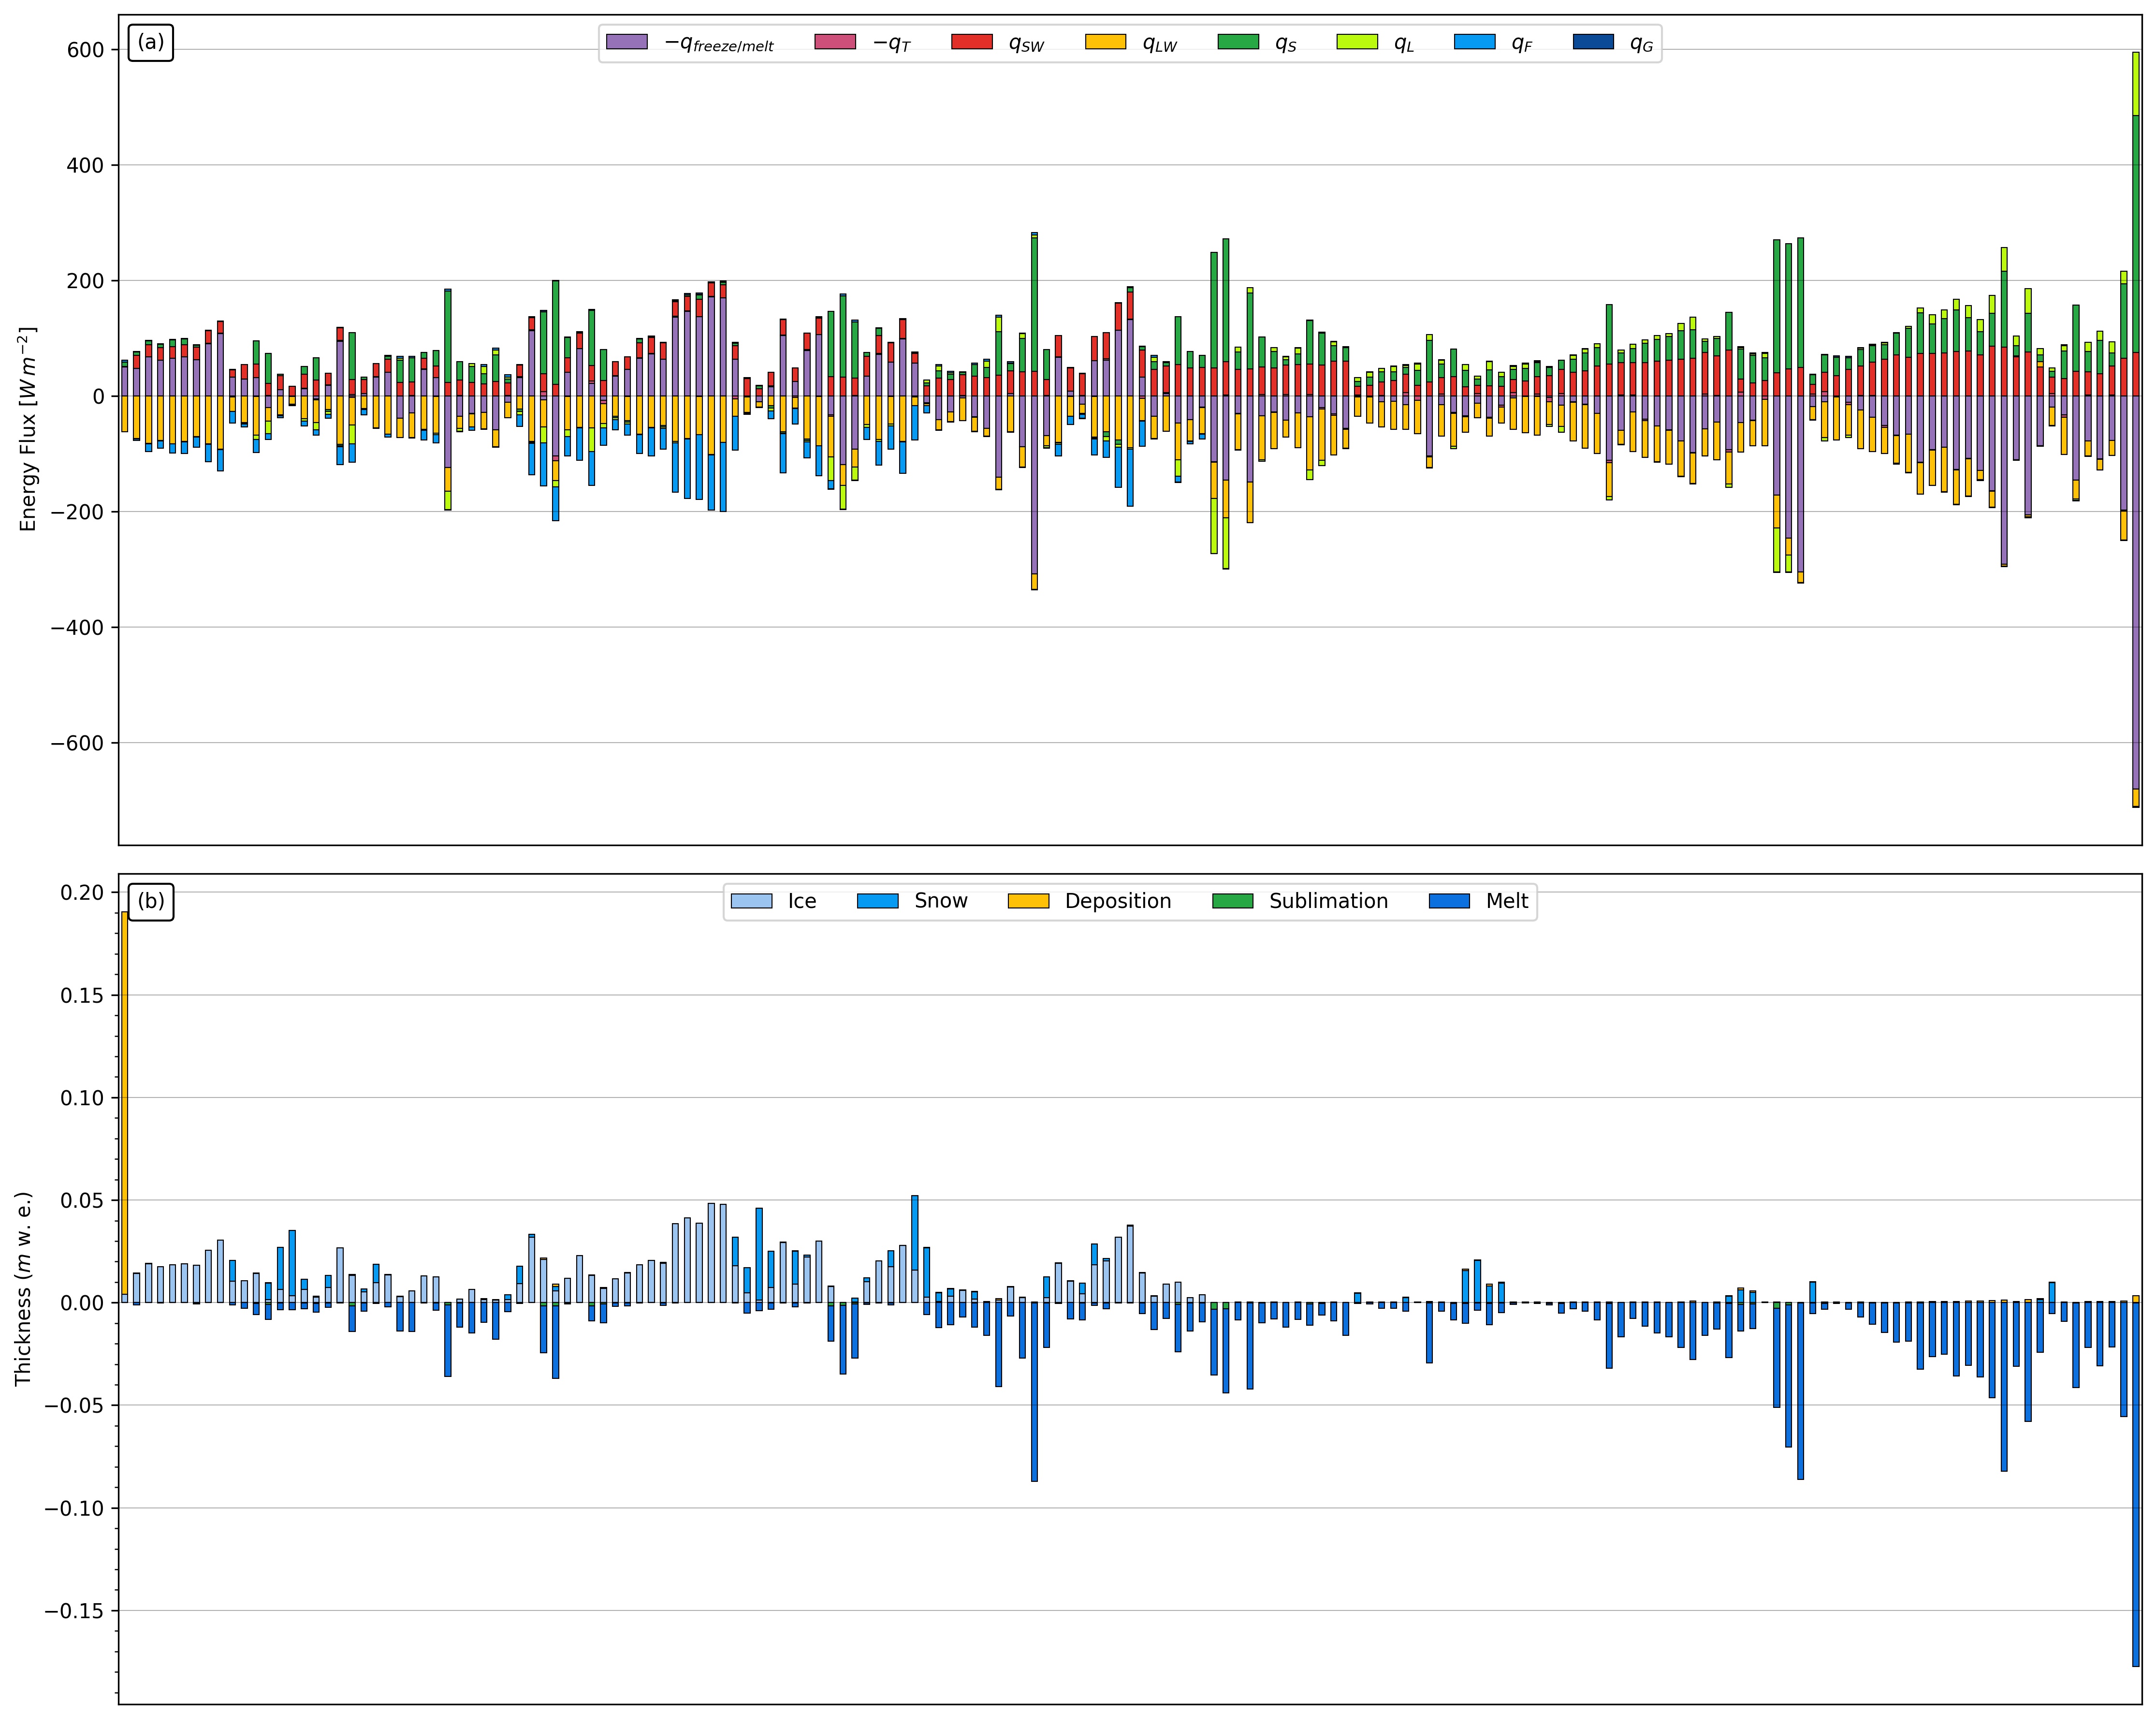 (a)
−q_freeze/melt −q_T q_SW q_LW q_S q_L q_F q_G
600
400
200
0
−200
−400
−600
Energy Flux [W m⁻²]
(b)
Ice Snow Deposition Sublimation Melt
0.20
0.15
0.10
0.05
0.00
−0.05
−0.10
−0.15
Thickness (m w. e.)